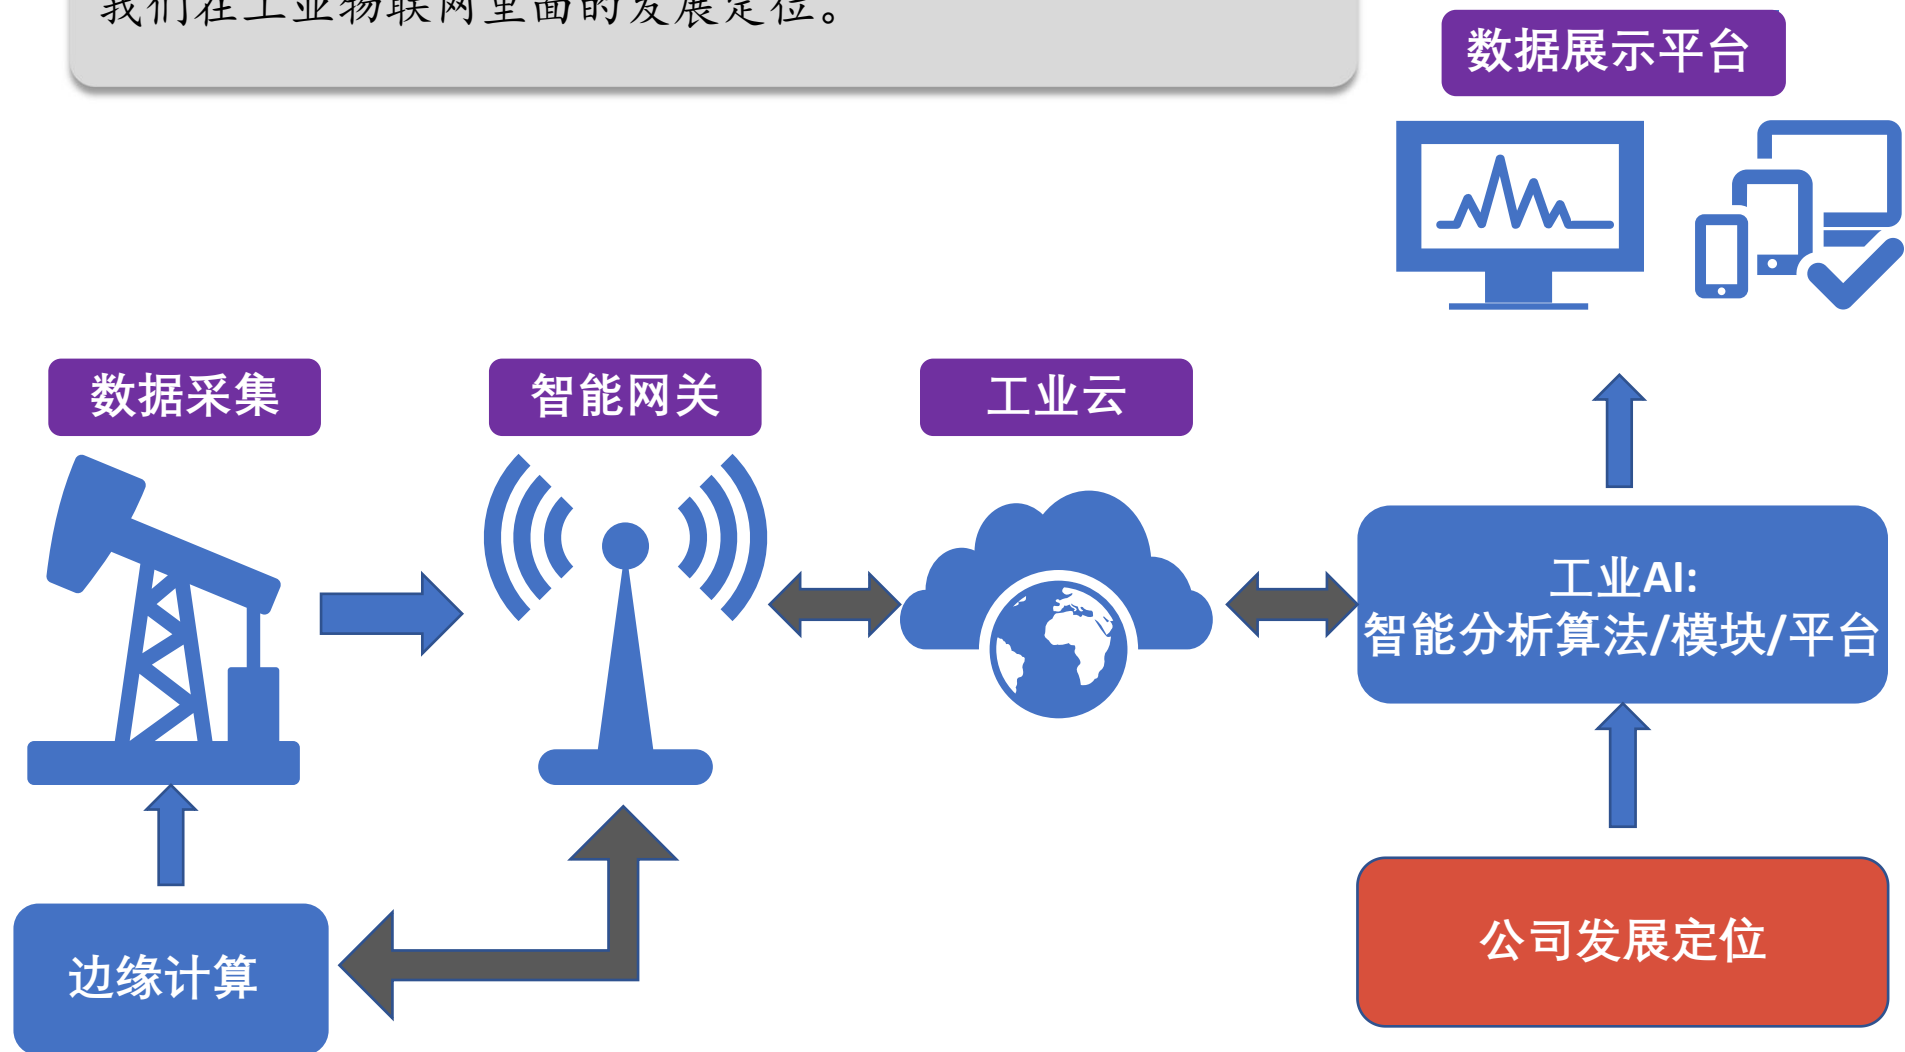 我们在工业物联网里面的发展定位。
数据展示平台
数据采集
智能网关
工业云
工业AI:
智能分析算法/模块/平台
边缘计算
公司发展定位